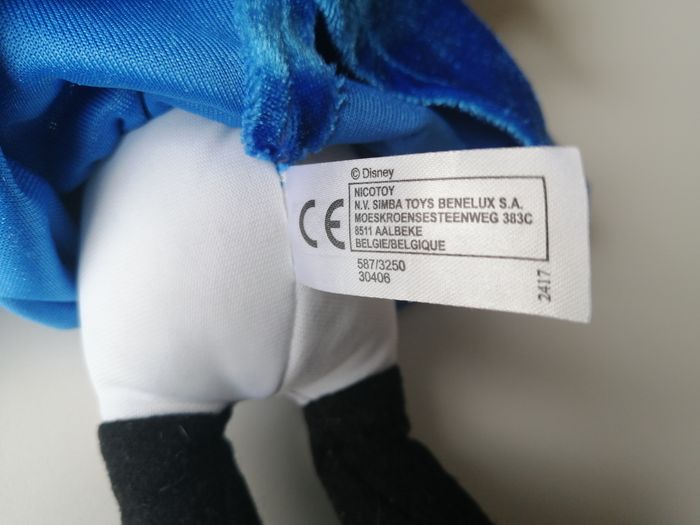 © Disney
CE
NICOTOY
N.V. SIMBA TOYS BENELUX S.A.
MOESKROENSESTEENWEG 383C
8511 AALBEKE
BELGIE/BELGIQUE
587/3250
30406
2417